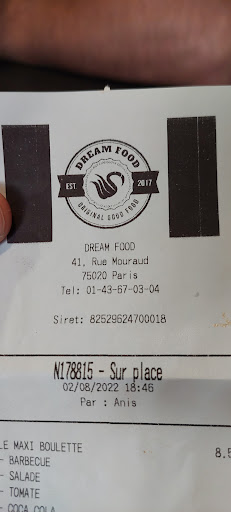 DREAM FOOD
EST. 2017
ORIGINAL GOOD FOOD
DREAM FOOD
41, Rue Mouraud
75020 Paris
Tel: 01-43-67-03-04
Siret: 82529624700018
N178815 - Sur place
02/08/2022 18:46
Par : Anis
LE MAXI BOULETTE 8,5
- BARBECUE
- SALADE
- TOMATE
- COCA COLA